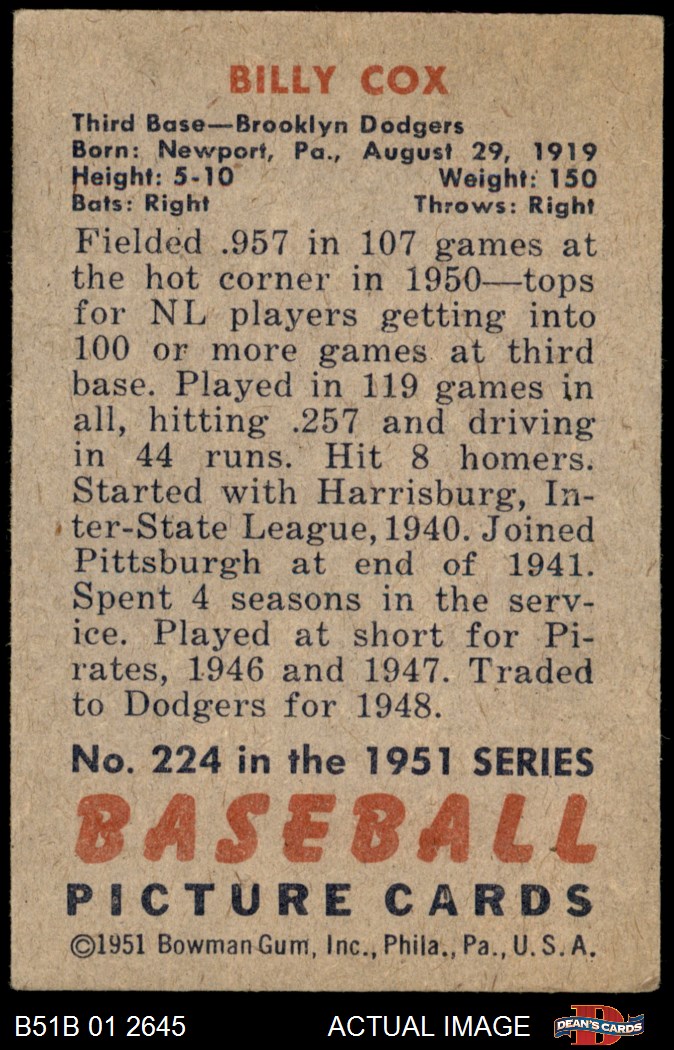 BILLY COX
Third Base—Brooklyn Dodgers
Born: Newport, Pa., August 29, 1919
Height: 5-10 Weight: 150
Bats: Right Throws: Right
Fielded .957 in 107 games at
the hot corner in 1950—tops
for NL players getting into
100 or more games at third
base. Played in 119 games in
all, hitting .257 and driving
in 44 runs. Hit 8 homers.
Started with Harrisburg, In-
ter-State League, 1940. Joined
Pittsburgh at end of 1941.
Spent 4 seasons in the serv-
ice. Played at short for Pi-
rates, 1946 and 1947. Traded
to Dodgers for 1948.
No. 224 in the 1951 SERIES
BASEBALL
PICTURE CARDS
©1951 Bowman Gum, Inc., Phila., Pa., U. S. A.
B51B 01 2645 ACTUAL IMAGE D DEAN'S CARDS